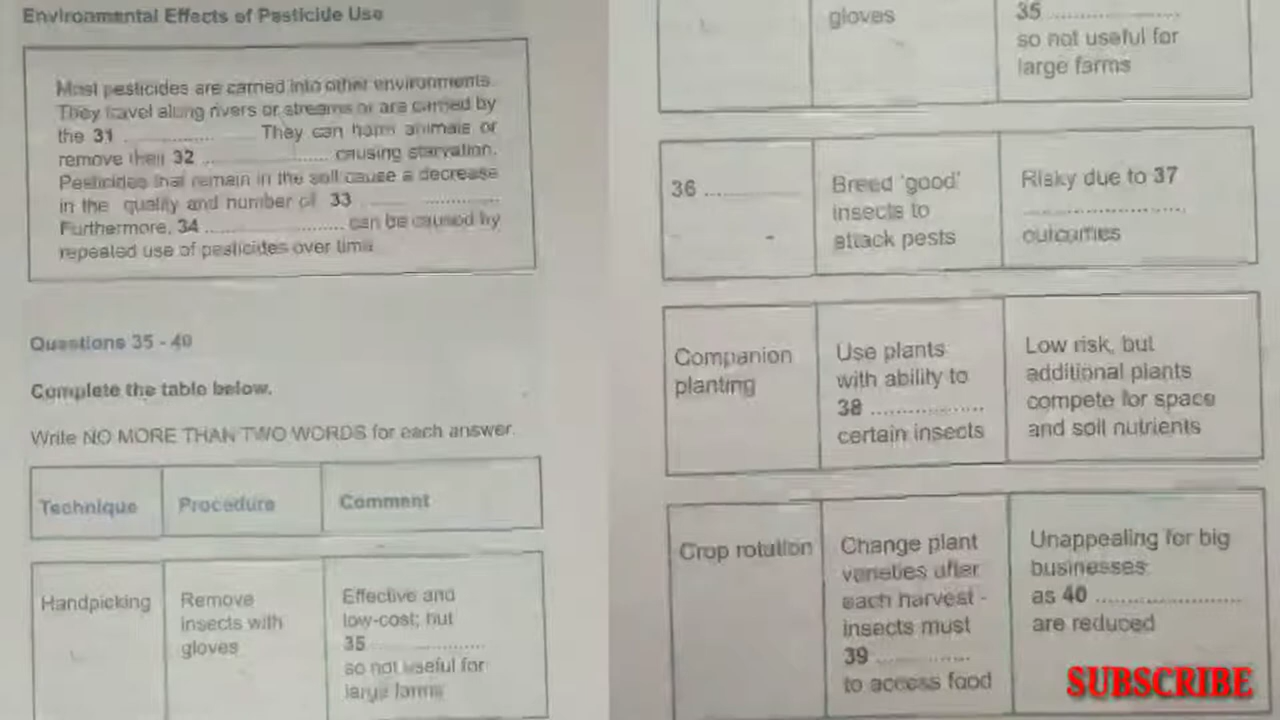 Environmental Effects of Pesticide Use
Most pesticides are carried into other environments.
They travel along rivers or streams or are carried by
the 31 .................... They can harm animals or
remove their 32 .................... causing starvation.
Pesticides that remain in the soil cause a decrease
in the quality and number of 33 ....................
Furthermore, 34 .................... can be caused by
repeated use of pesticides over time
Questions 35 - 40
Complete the table below.
Write NO MORE THAN TWO WORDS for each answer.
Technique
Procedure
Comment
Handpicking
Remove
insects with
gloves
Effective and
low-cost; but
35 ....................
so not useful for
large farms
gloves
35 ....................
so not useful for
large farms
36 ....................
Breed 'good'
insects to
attack pests
Risky due to 37
....................
outcomes
Companion
planting
Use plants
with ability to
38 ....................
certain insects
Low risk, but
additional plants
compete for space
and soil nutrients
Crop rotation
Change plant
varieties after
each harvest -
insects must
39 ....................
to access food
Unappealing for big
businesses
as 40 ....................
are reduced
SUBSCRIBE